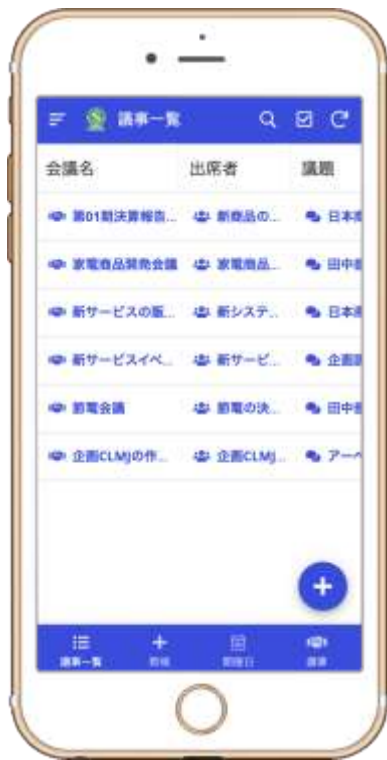 議事一覧
会議名 出席者 議題
第01期決算報告... 新商品の... 日本
家電商品開発会議 家電商品... 田中
新サービスの販... 新システ... 日本
新サービスイベ... 新サービ... 企画
節電会議 節電の決... 田中
企画CLMJの作... 企画CLMJ... アーベ
議事一覧 開催日